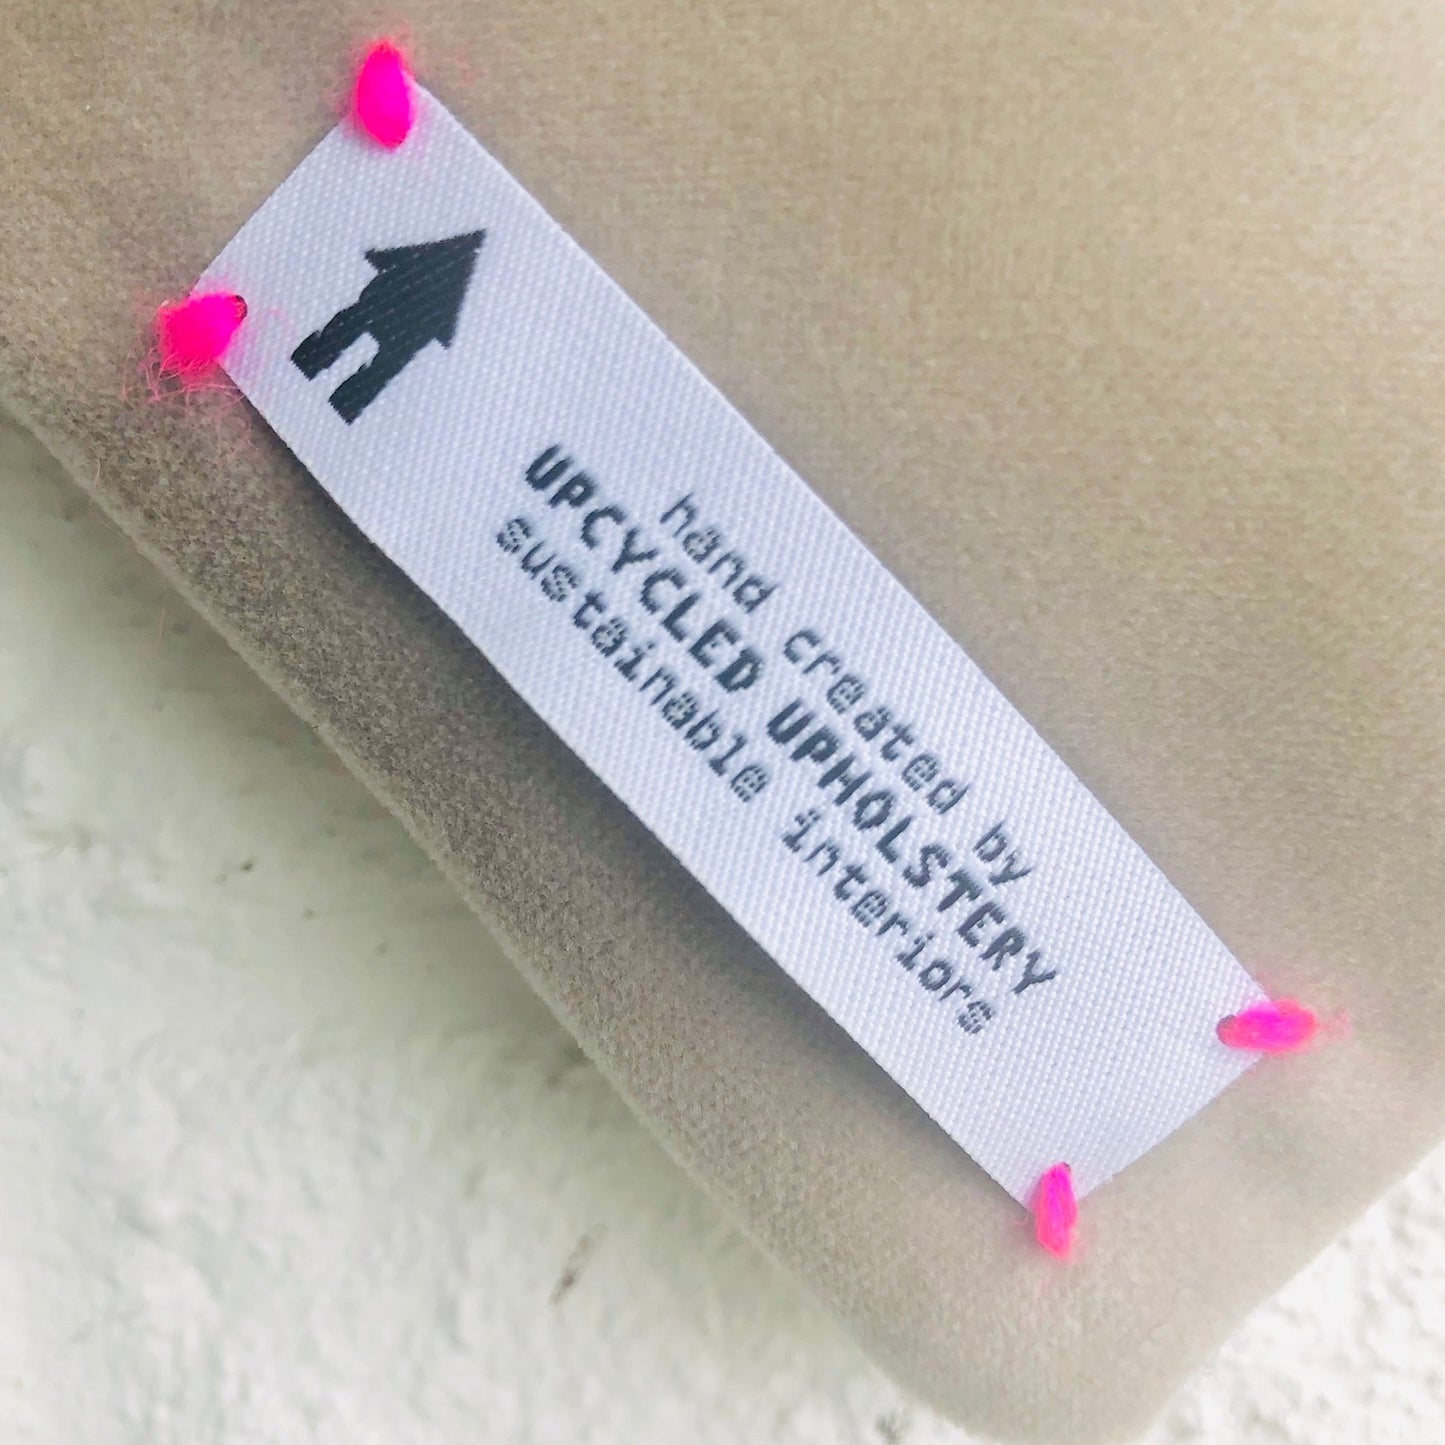 hand created by
UPCYCLED UPHOLSTERY
sustainable interiors